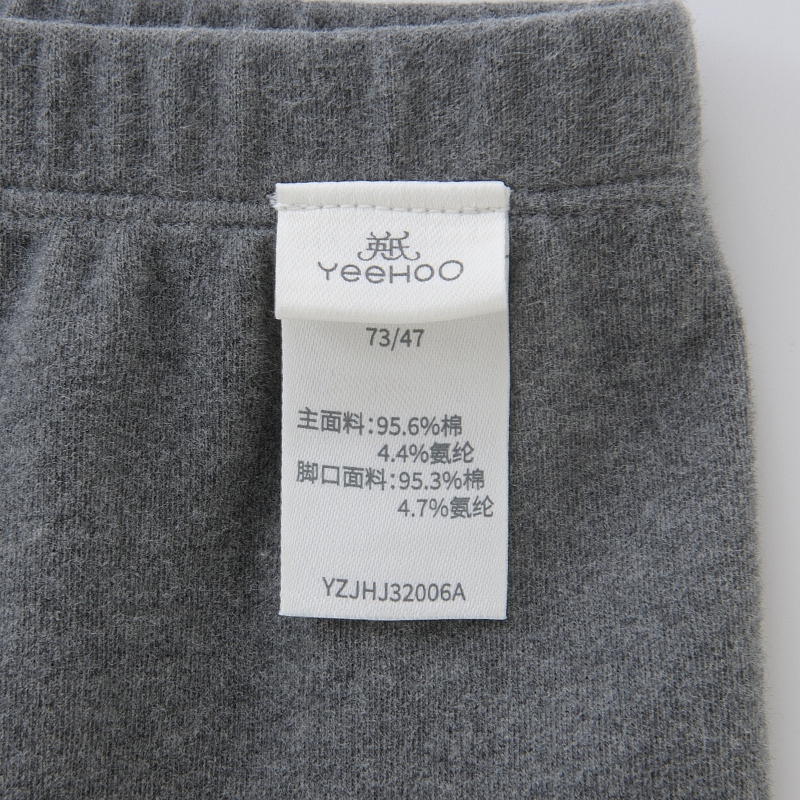 英氏
YeeHoO
73/47
主面料:95.6%棉
4.4%氨纶
脚口面料:95.3%棉
4.7%氨纶
YZJHJ32006A